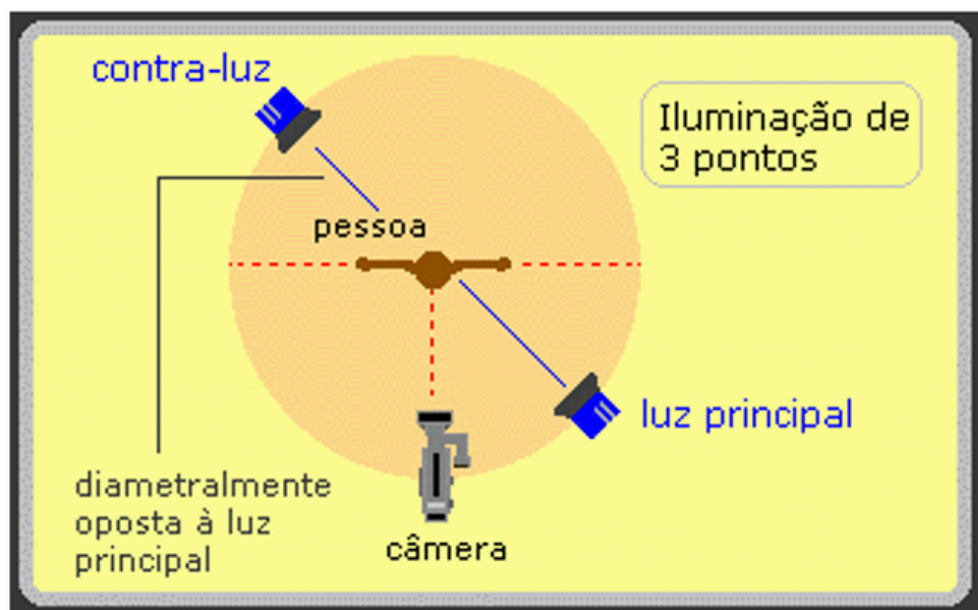 contra-luz
Iluminação de
3 pontos
pessoa
luz principal
diametralmente
oposta à luz
principal
câmera